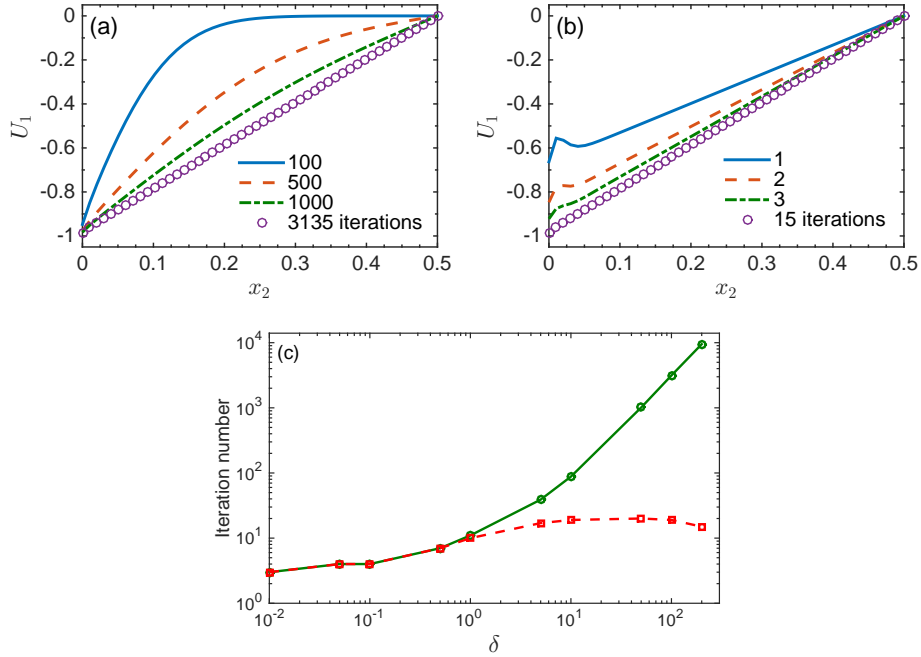 (a)
0
-0.2
-0.4
-0.6
-0.8
-1
U1
100
500
1000
3135 iterations
0 0.1 0.2 0.3 0.4 0.5
x2
(b)
0
-0.2
-0.4
-0.6
-0.8
-1
U1
1
2
3
15 iterations
0 0.1 0.2 0.3 0.4 0.5
x2
(c)
10^4
10^3
10^2
10^1
10^0
Iteration number
10^-2 10^-1 10^0 10^1 10^2
δ